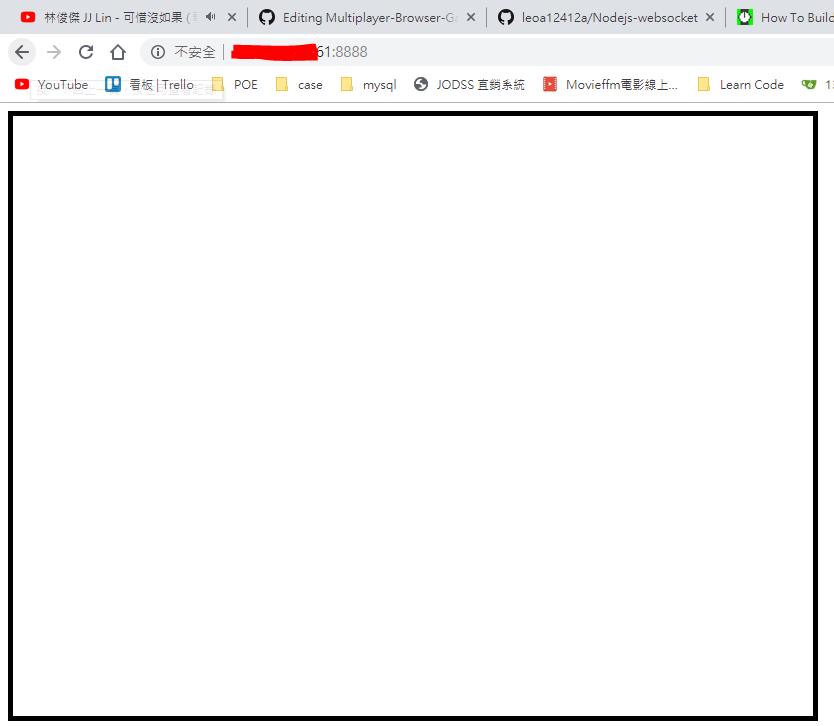 林俊傑 JJ Lin - 可惜沒如果 (
Editing Multiplayer-Browser-Ga
leoa12412a/Nodejs-websocket
How To Build
不安全
61:8888
YouTube
看板 | Trello
POE
case
mysql
JODSS 直銷系統
Movieffm電影線上...
Learn Code